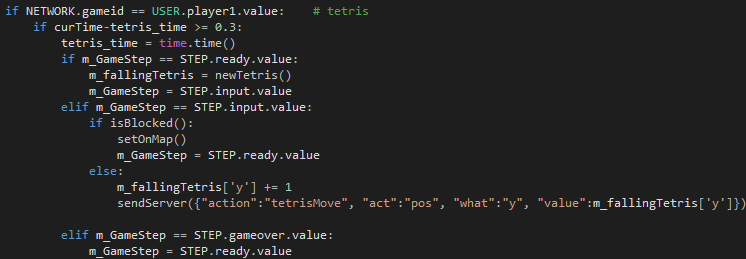 if NETWORK.gameid == USER.player1.value:    # tetris
    if curTime-tetris_time >= 0.3:
        tetris_time = time.time()
        if m_GameStep == STEP.ready.value:
            m_fallingTetris = newTetris()
            m_GameStep = STEP.input.value
        elif m_GameStep == STEP.input.value:
            if isBlocked():
                setOnMap()
                m_GameStep = STEP.ready.value
            else:
                m_fallingTetris['y'] += 1
                sendServer({"action":"tetrisMove", "act":"pos", "what":"y", "value":m_fallingTetris['y']})

        elif m_GameStep == STEP.gameover.value:
            m_GameStep = STEP.ready.value